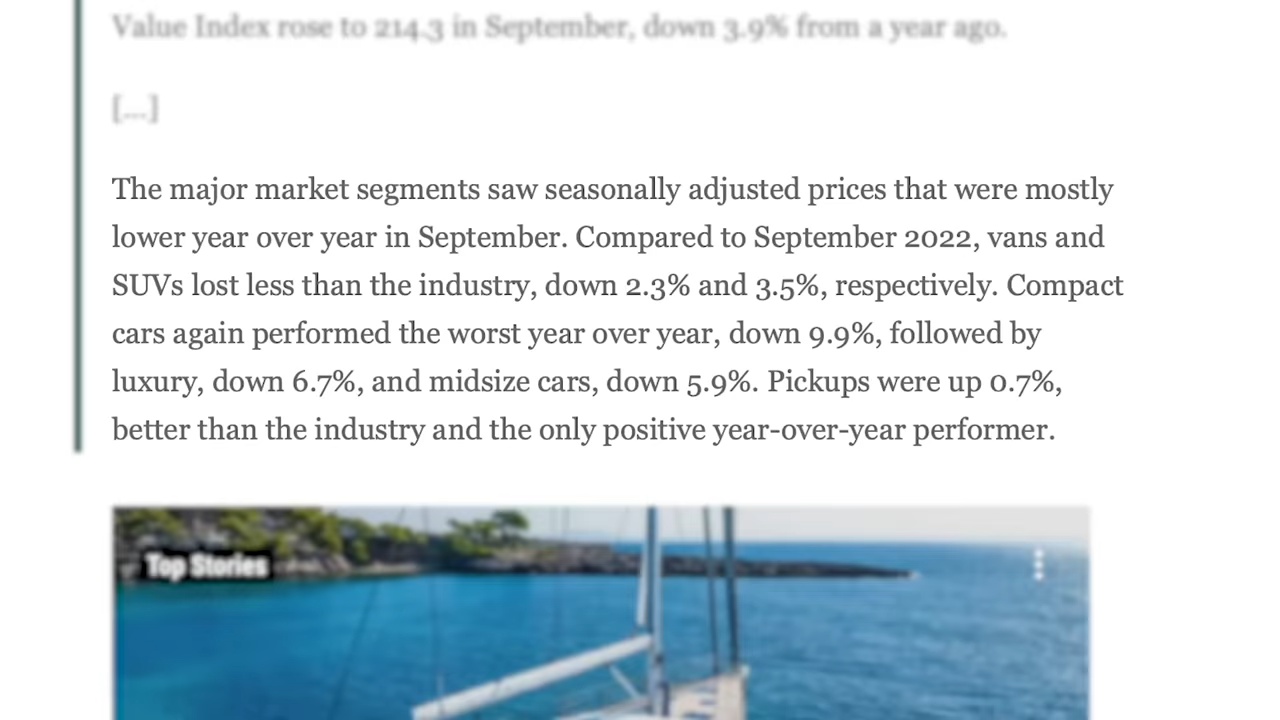 Value Index rose to 214.3 in September, down 3.9% from a year ago.
[...]
The major market segments saw seasonally adjusted prices that were mostly
lower year over year in September. Compared to September 2022, vans and
SUVs lost less than the industry, down 2.3% and 3.5%, respectively. Compact
cars again performed the worst year over year, down 9.9%, followed by
luxury, down 6.7%, and midsize cars, down 5.9%. Pickups were up 0.7%,
better than the industry and the only positive year-over-year performer.
Top Stories